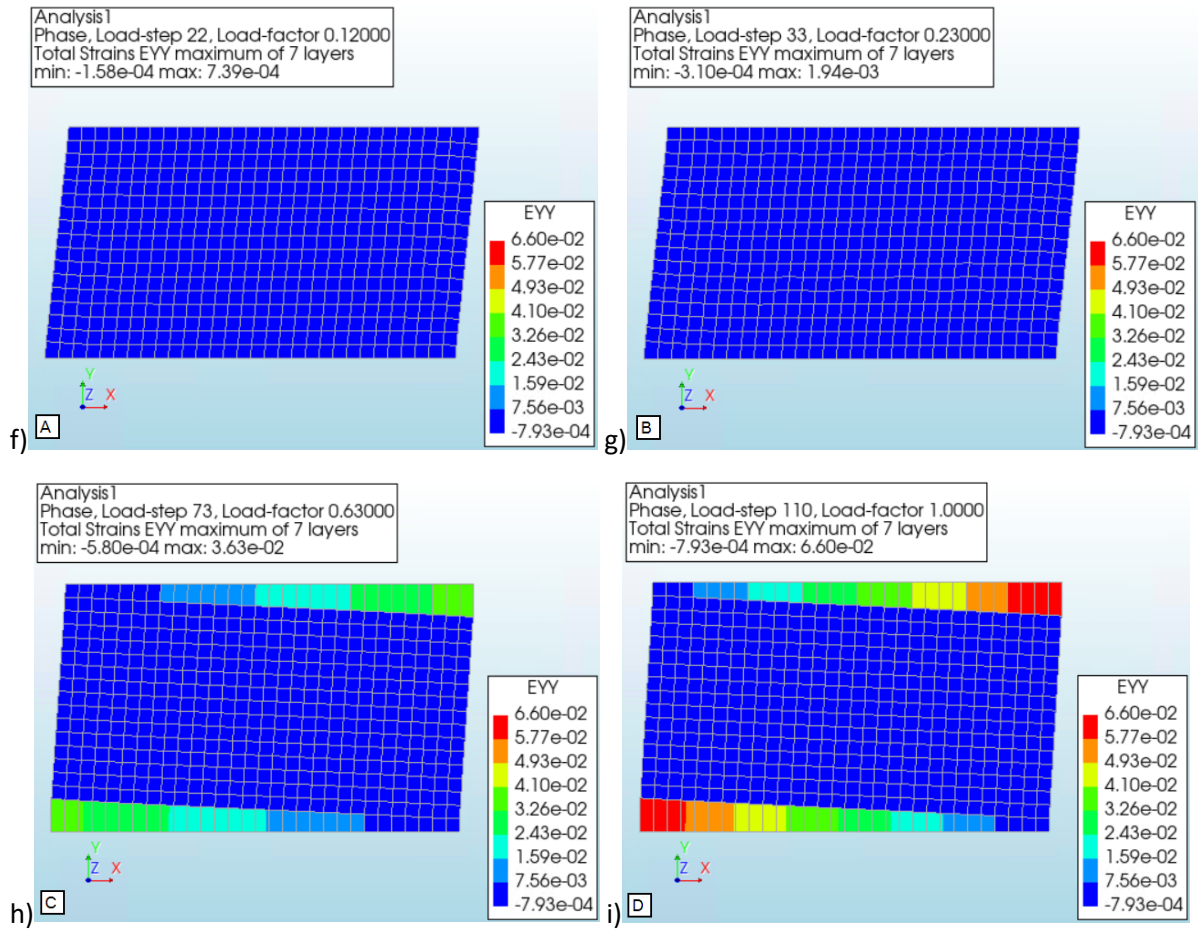 Analysis1
Phase, Load-step 22, Load-factor 0.12000
Total Strains EYY maximum of 7 layers
min: -1.58e-04 max: 7.39e-04
EYY
6.60e-02
5.77e-02
4.93e-02
4.10e-02
3.26e-02
2.43e-02
1.59e-02
7.56e-03
-7.93e-04
Y
Z X
f) A
Analysis1
Phase, Load-step 33, Load-factor 0.23000
Total Strains EYY maximum of 7 layers
min: -3.10e-04 max: 1.94e-03
EYY
6.60e-02
5.77e-02
4.93e-02
4.10e-02
3.26e-02
2.43e-02
1.59e-02
7.56e-03
-7.93e-04
Y
Z X
g) B
Analysis1
Phase, Load-step 73, Load-factor 0.63000
Total Strains EYY maximum of 7 layers
min: -5.80e-04 max: 3.63e-02
EYY
6.60e-02
5.77e-02
4.93e-02
4.10e-02
3.26e-02
2.43e-02
1.59e-02
7.56e-03
-7.93e-04
Y
Z X
h) C
Analysis1
Phase, Load-step 110, Load-factor 1.0000
Total Strains EYY maximum of 7 layers
min: -7.93e-04 max: 6.60e-02
EYY
6.60e-02
5.77e-02
4.93e-02
4.10e-02
3.26e-02
2.43e-02
1.59e-02
7.56e-03
-7.93e-04
Y
Z X
i) D